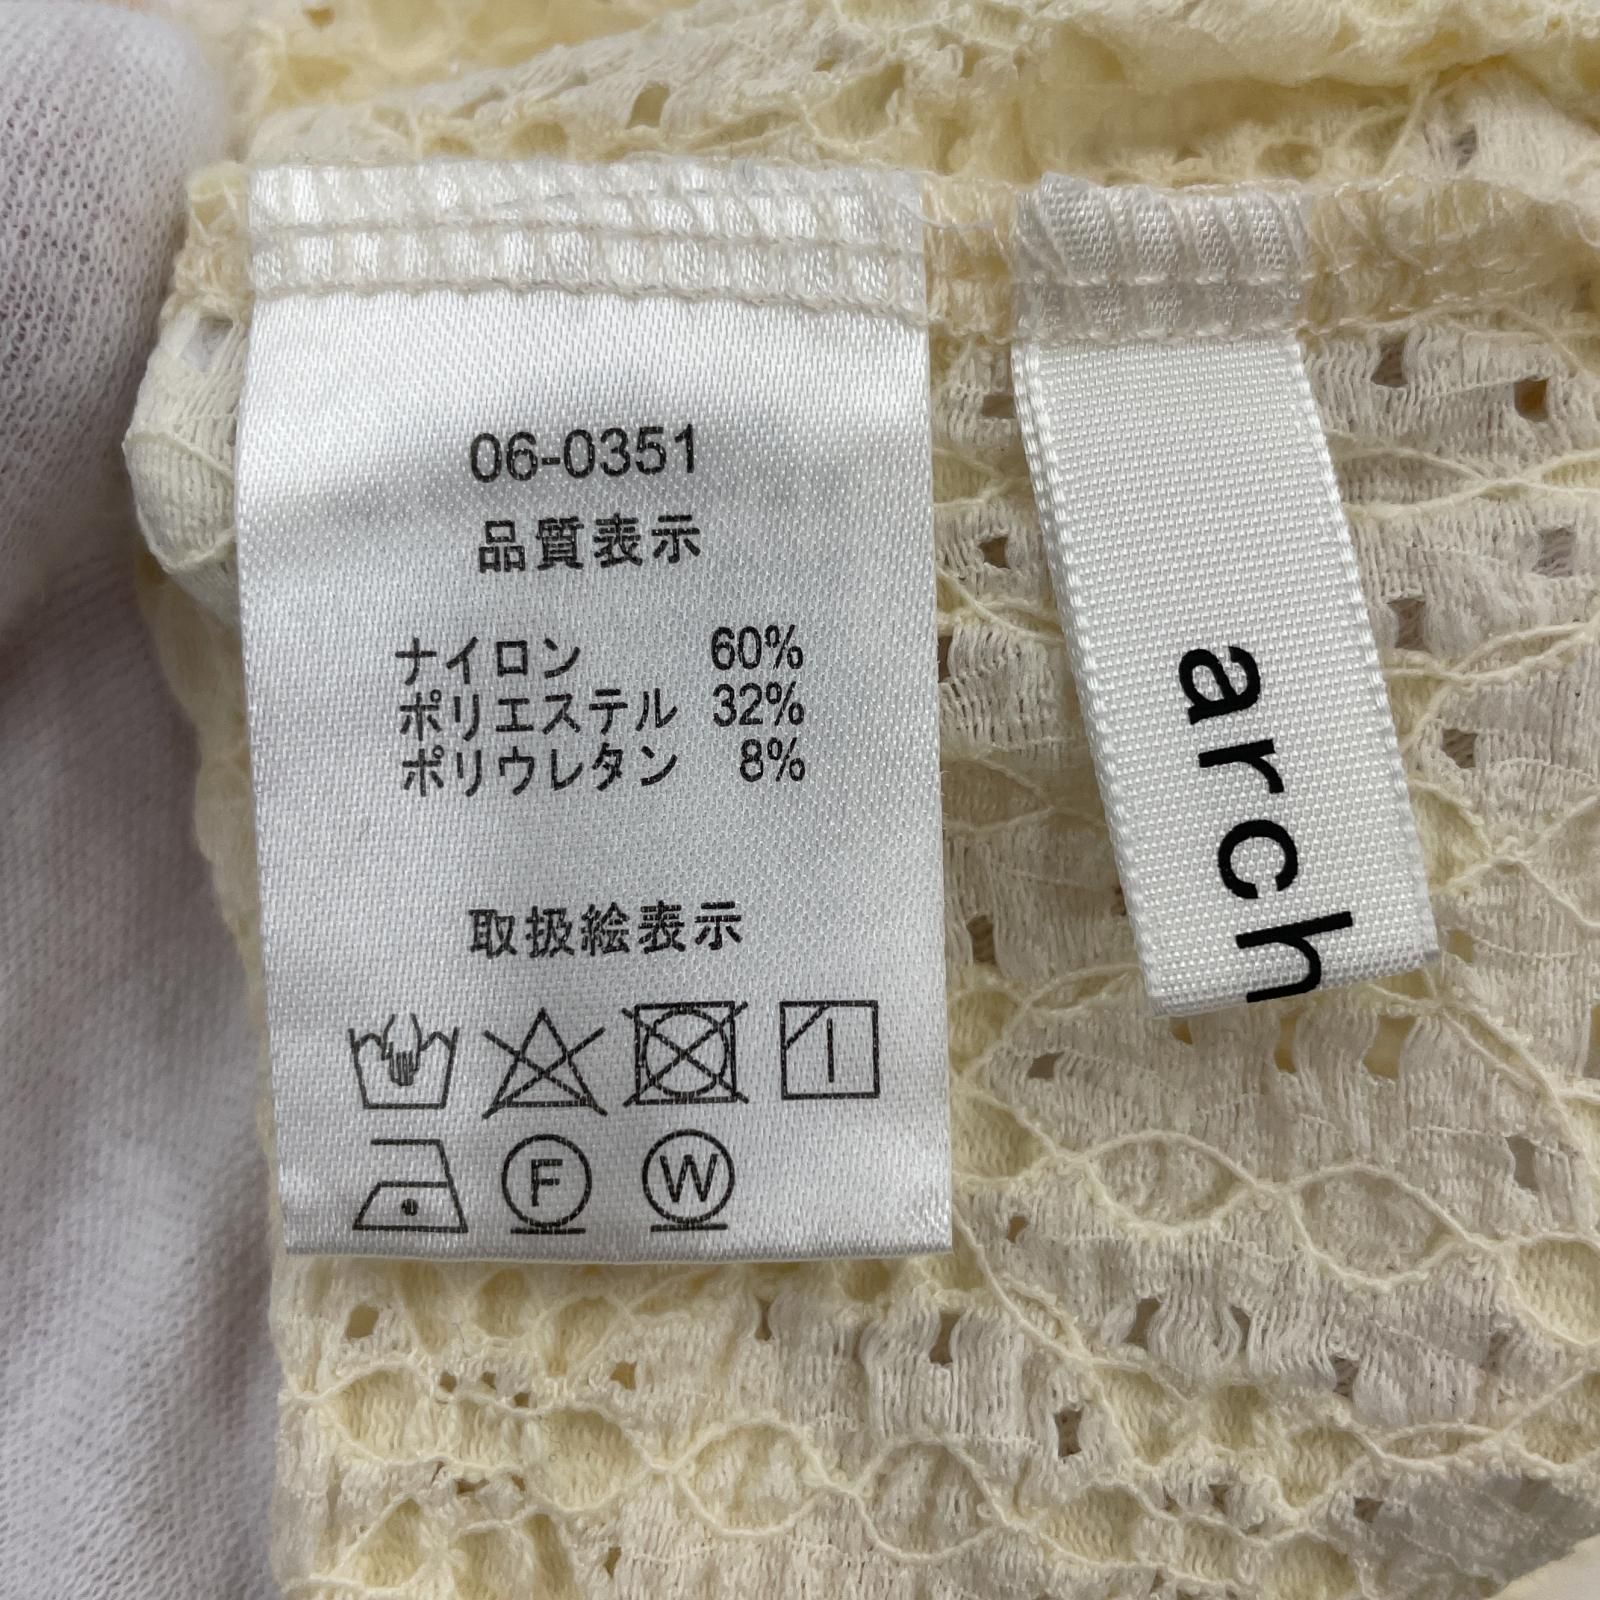 06-0351
品質表示
ナイロン 60%
ポリエステル 32%
ポリウレタン 8%
取扱絵表示
F W
arch